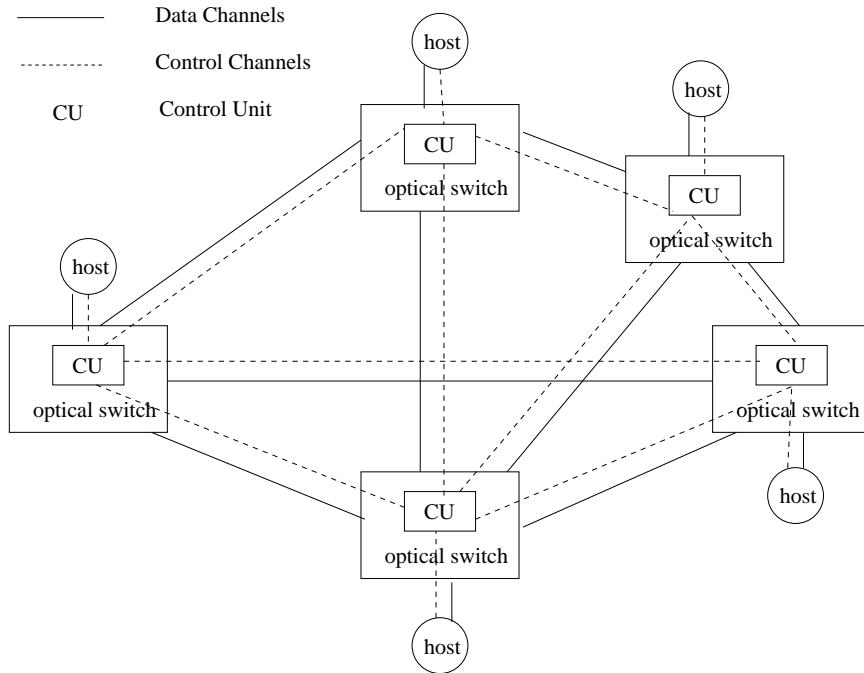 Data Channels
Control Channels
CU Control Unit
host
CU
optical switch
host
CU
optical switch
host
CU
optical switch
CU
optical switch
host
CU
optical switch
host